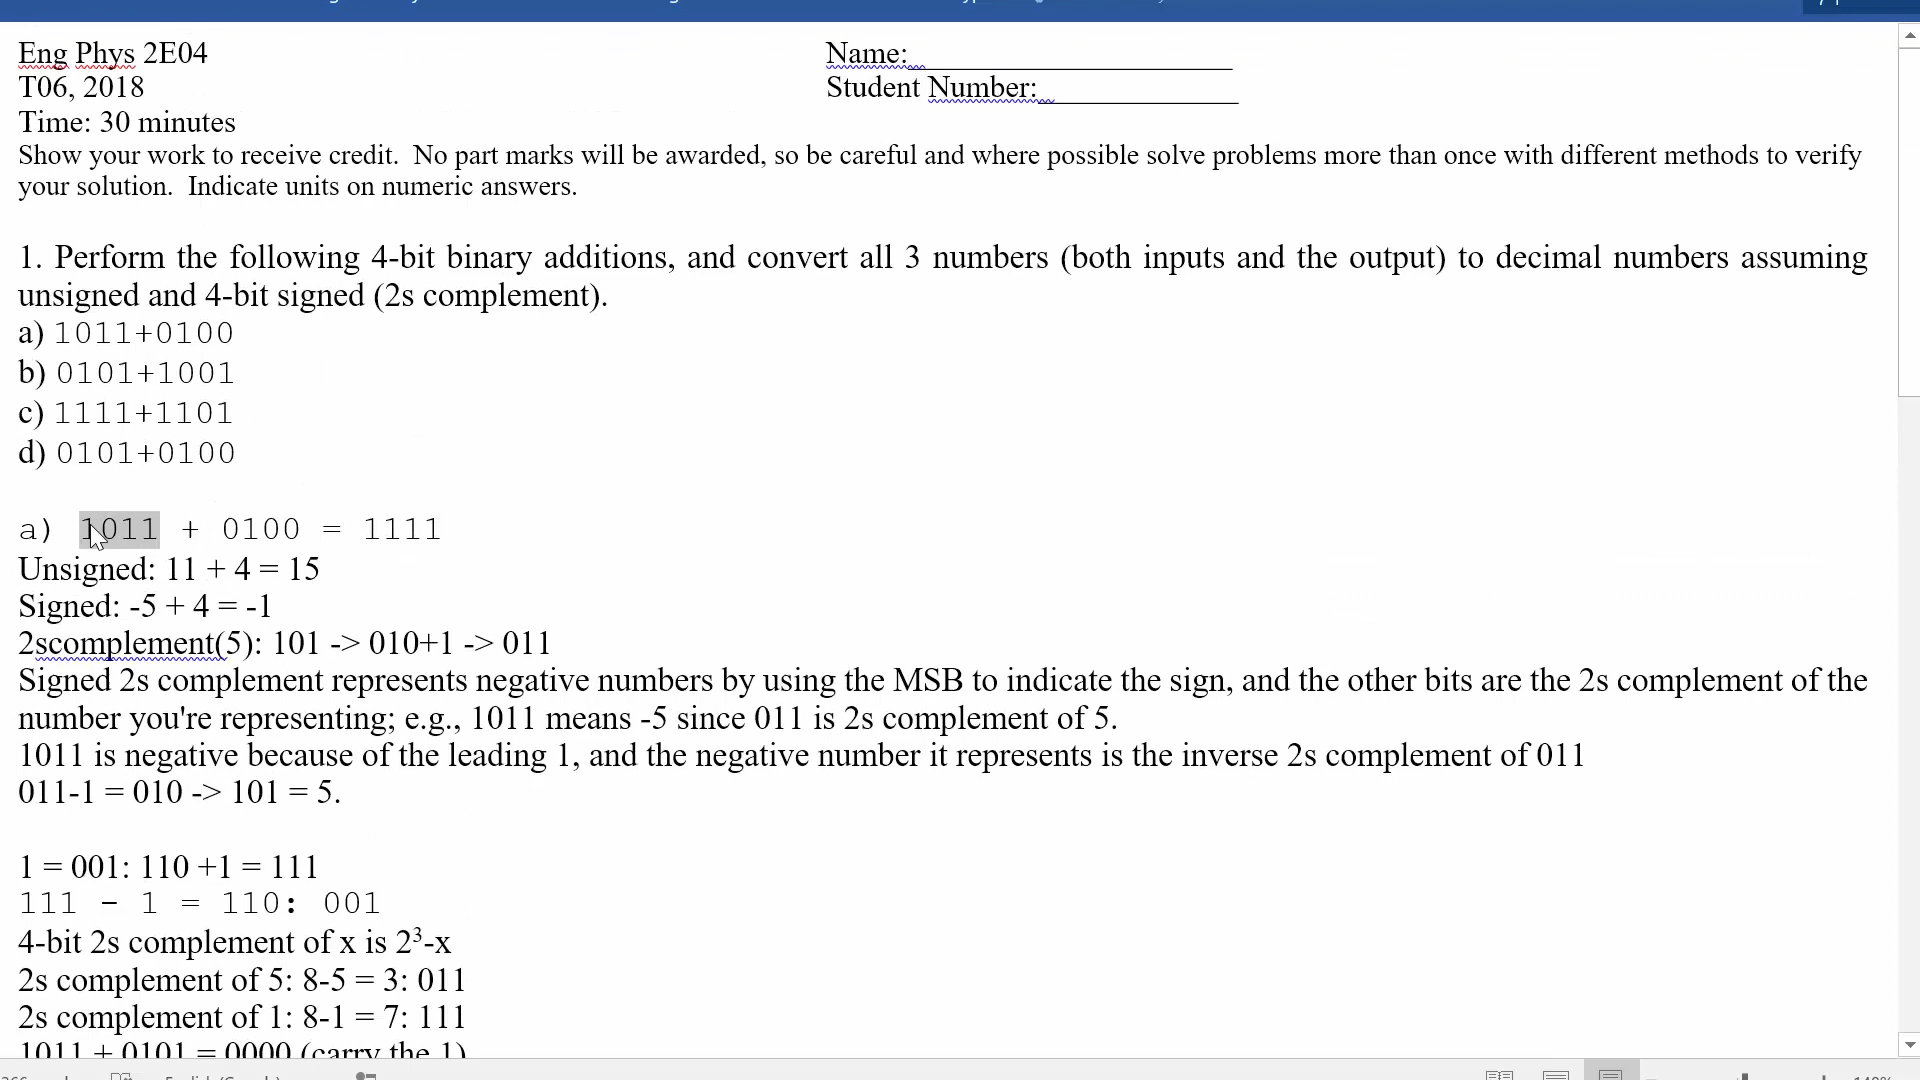 Eng Phys 2E04
Name:
T06, 2018
Student Number:
Time: 30 minutes
Show your work to receive credit. No part marks will be awarded, so be careful and where possible solve problems more than once with different methods to verify
your solution. Indicate units on numeric answers.
1. Perform the following 4-bit binary additions, and convert all 3 numbers (both inputs and the output) to decimal numbers assuming
unsigned and 4-bit signed (2s complement).
a) 1011+0100
b) 0101+1001
c) 1111+1101
d) 0101+0100
a) 1011 + 0100 = 1111
Unsigned: 11 + 4 = 15
Signed: -5 + 4 = -1
2scomplement(5): 101 -> 010+1 -> 011
Signed 2s complement represents negative numbers by using the MSB to indicate the sign, and the other bits are the 2s complement of the
number you're representing; e.g., 1011 means -5 since 011 is 2s complement of 5.
1011 is negative because of the leading 1, and the negative number it represents is the inverse 2s complement of 011
011-1 = 010 -> 101 = 5.
1 = 001: 110 +1 = 111
111 - 1 = 110: 001
4-bit 2s complement of x is 2³-x
2s complement of 5: 8-5 = 3: 011
2s complement of 1: 8-1 = 7: 111
1011 + 0101 = 0000 (carry the 1)